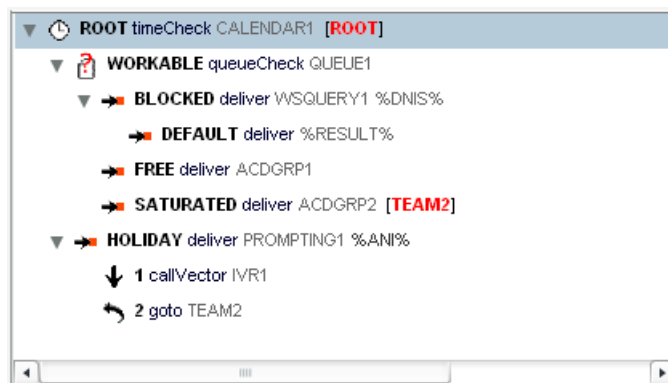 ROOT timeCheck CALENDAR1 [ROOT]
WORKABLE queueCheck QUEUE1
BLOCKED deliver WSQUERY1 %DNIS%
DEFAULT deliver %RESULT%
FREE deliver ACDGRP1
SATURATED deliver ACDGRP2 [TEAM2]
HOLIDAY deliver PROMPTING1 %ANI%
1 callVector IVR1
2 goto TEAM2